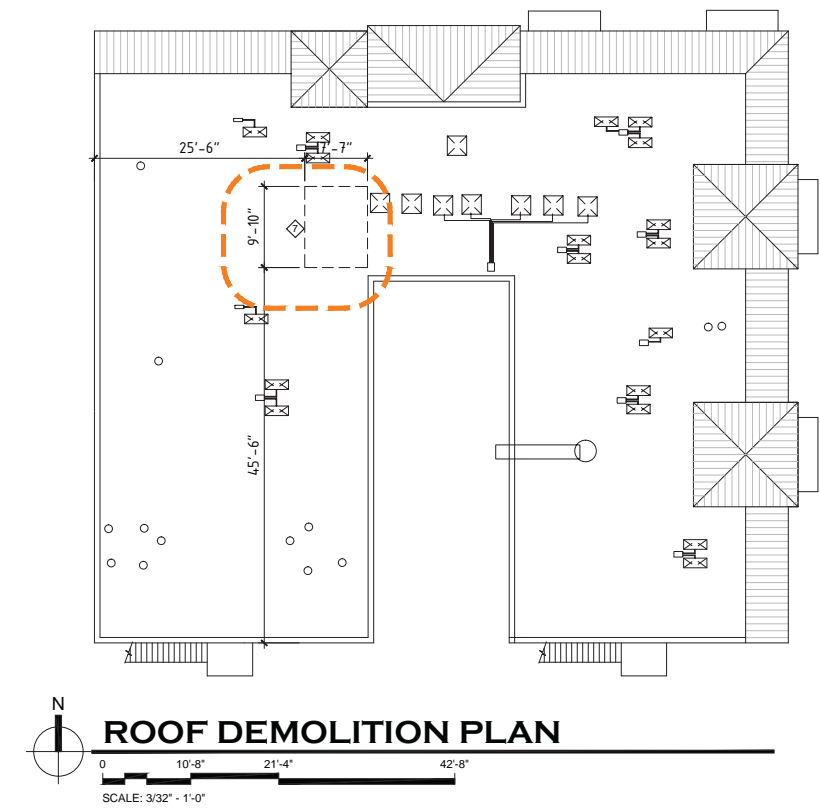 25'-6"
7'-7"
9'-10"
7
45'-6"
N
ROOF DEMOLITION PLAN
0 10'-8" 21'-4" 42'-8"
SCALE: 3/32" - 1'-0"